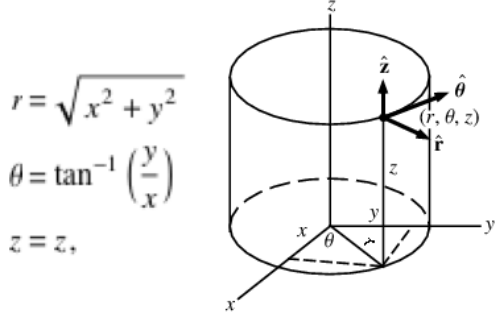 r = √(x² + y²)
θ = tan⁻¹ (y/x)
z = z,
z
ẑ
θ̂
(r, θ, z)
r̂
z
y
x
θ
r
y
x